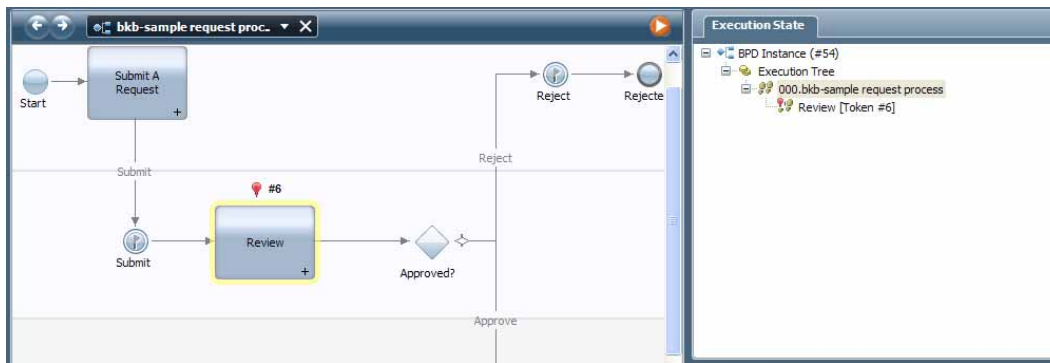 bkb-sample request proc..
Start
Submit A
Request
Reject
Rejecte
Submit
Reject
#6
Submit
Review
Approved?
Approve
Execution State
BPD Instance (#54)
Execution Tree
000.bkb-sample request process
Review [Token #6]